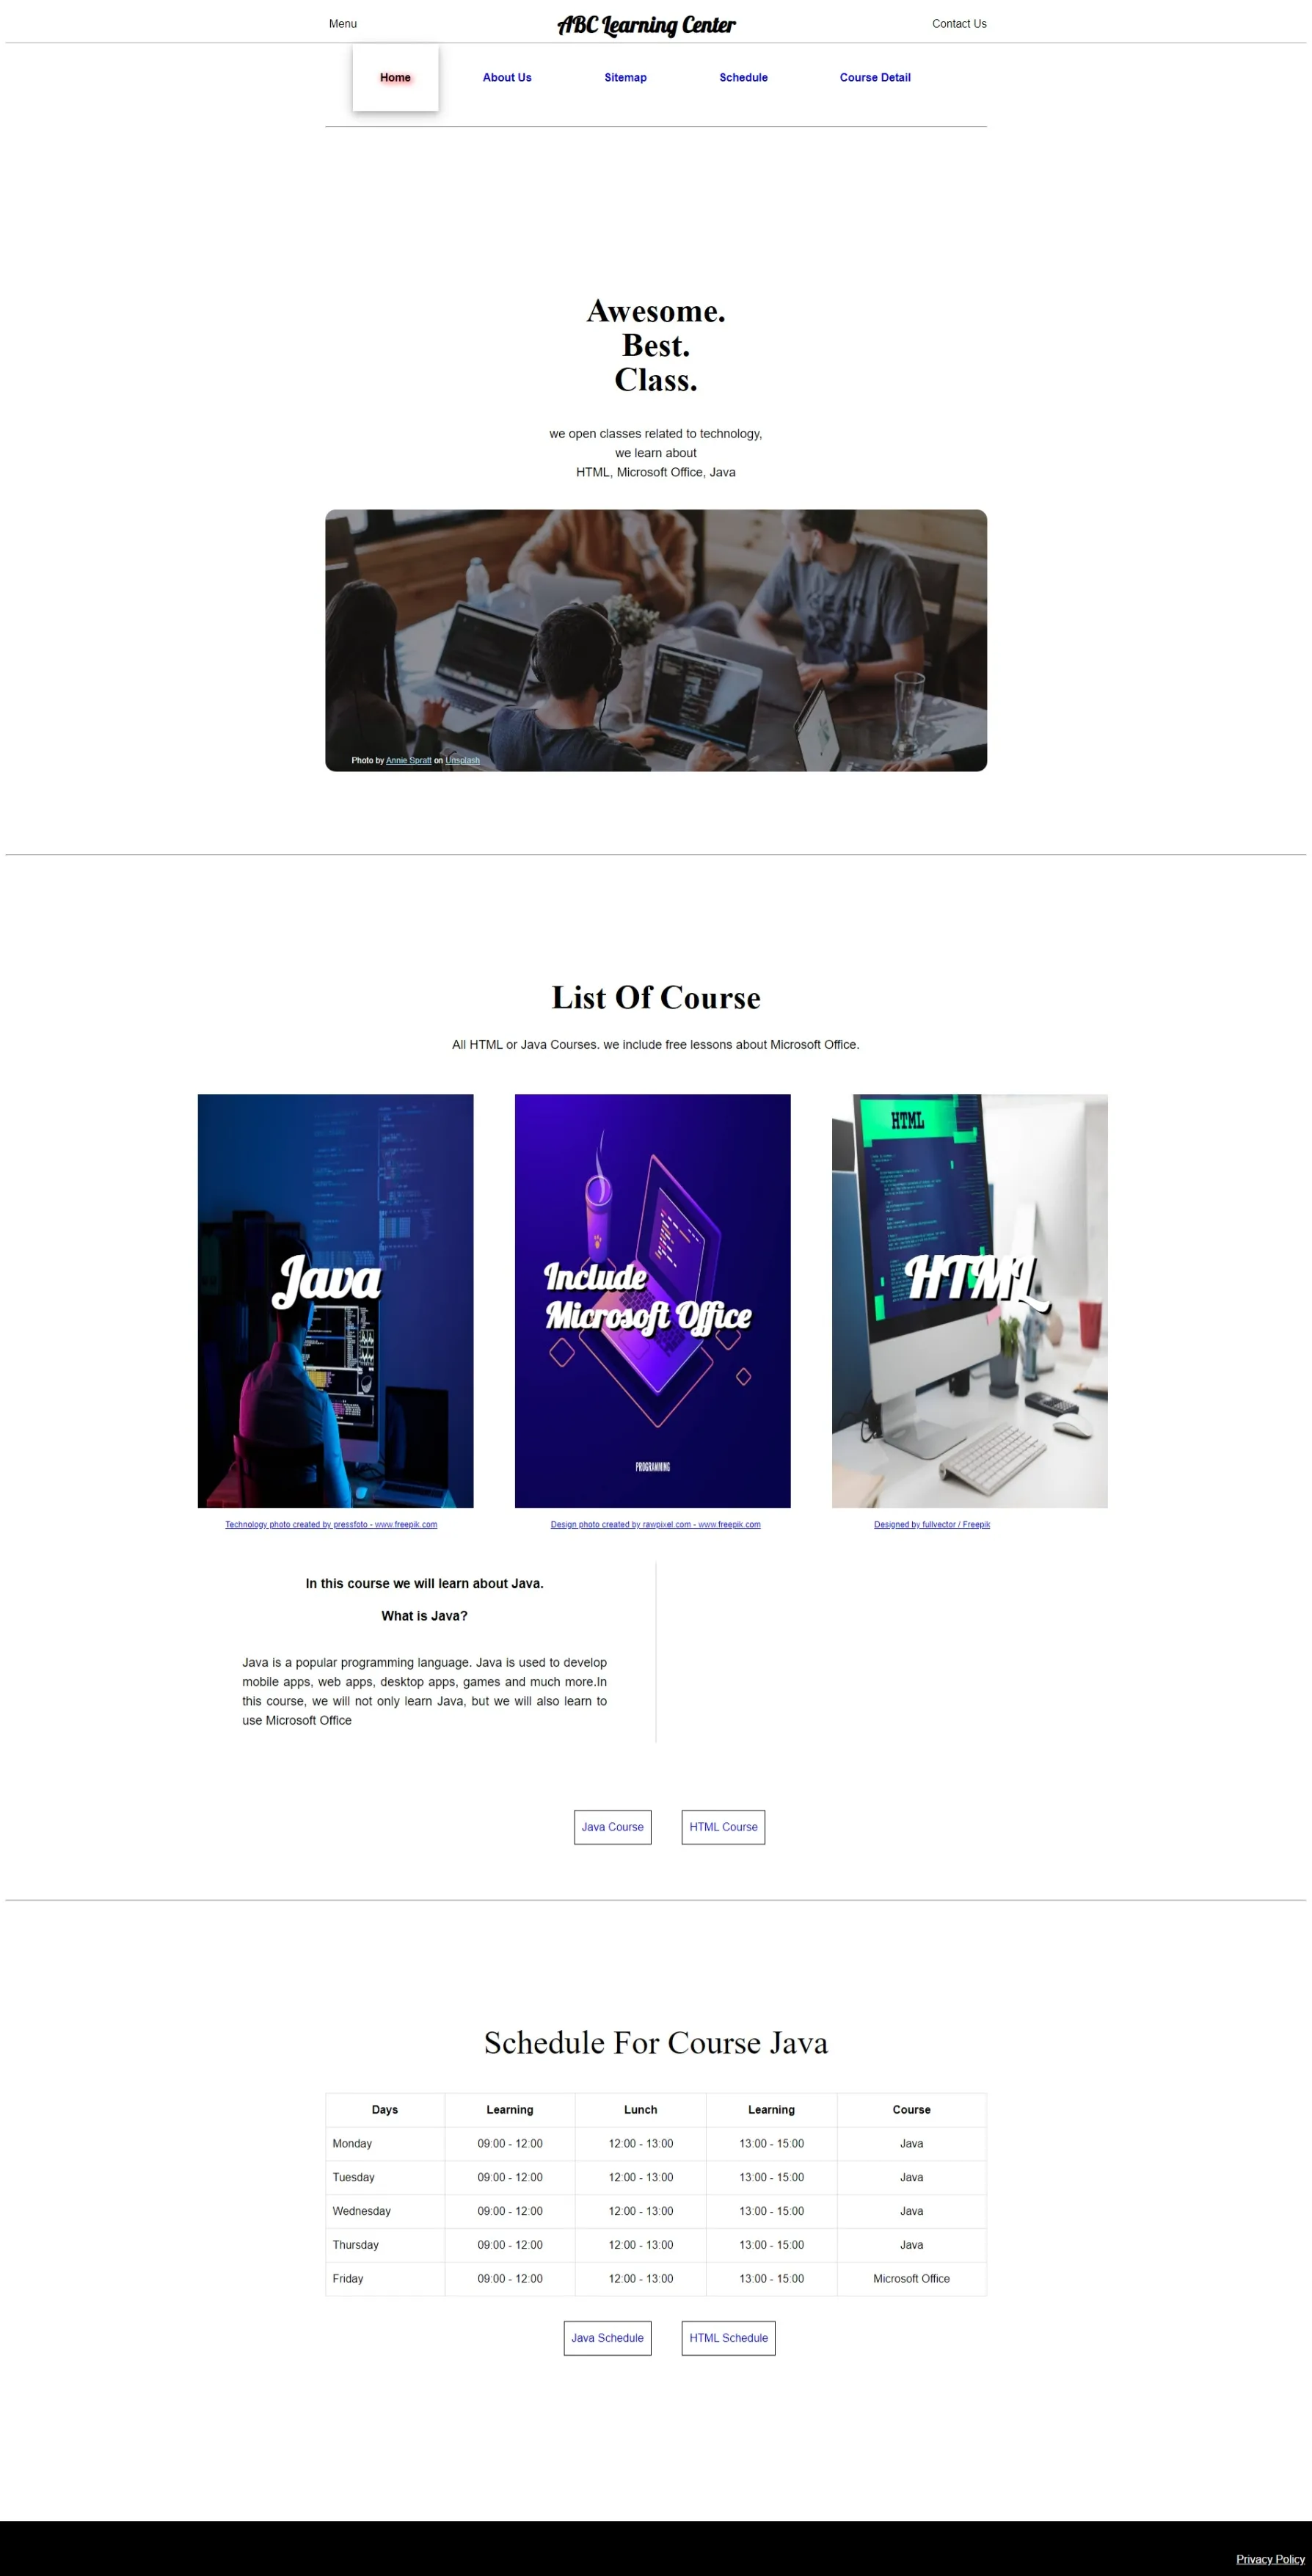 Menu
ABC Learning Center
Contact Us
Home
About Us
Sitemap
Schedule
Course Detail
Awesome.
Best.
Class.
we open classes related to technology,
we learn about
HTML, Microsoft Office, Java
YEAR
Photo by Annie Spratt on Unsplash
List Of Course
All HTML or Java Courses. we include free lessons about Microsoft Office.
Java
Include
Microsoft Office
PROGRAMMING
HTML
HTML
Technology photo created by pressfoto - www.freepik.com
Design photo created by rawpixel.com - www.freepik.com
Designed by fullvector / Freepik
In this course we will learn about Java.
What is Java?
Java is a popular programming language. Java is used to develop
mobile apps, web apps, desktop apps, games and much more.In
this course, we will not only learn Java, but we will also learn to
use Microsoft Office
Java Course
HTML Course
Schedule For Course Java
Days Learning Lunch Learning Course
Monday 09:00 - 12:00 12:00 - 13:00 13:00 - 15:00 Java
Tuesday 09:00 - 12:00 12:00 - 13:00 13:00 - 15:00 Java
Wednesday 09:00 - 12:00 12:00 - 13:00 13:00 - 15:00 Java
Thursday 09:00 - 12:00 12:00 - 13:00 13:00 - 15:00 Java
Friday 09:00 - 12:00 12:00 - 13:00 13:00 - 15:00 Microsoft Office
Java Schedule
HTML Schedule
Privacy Policy